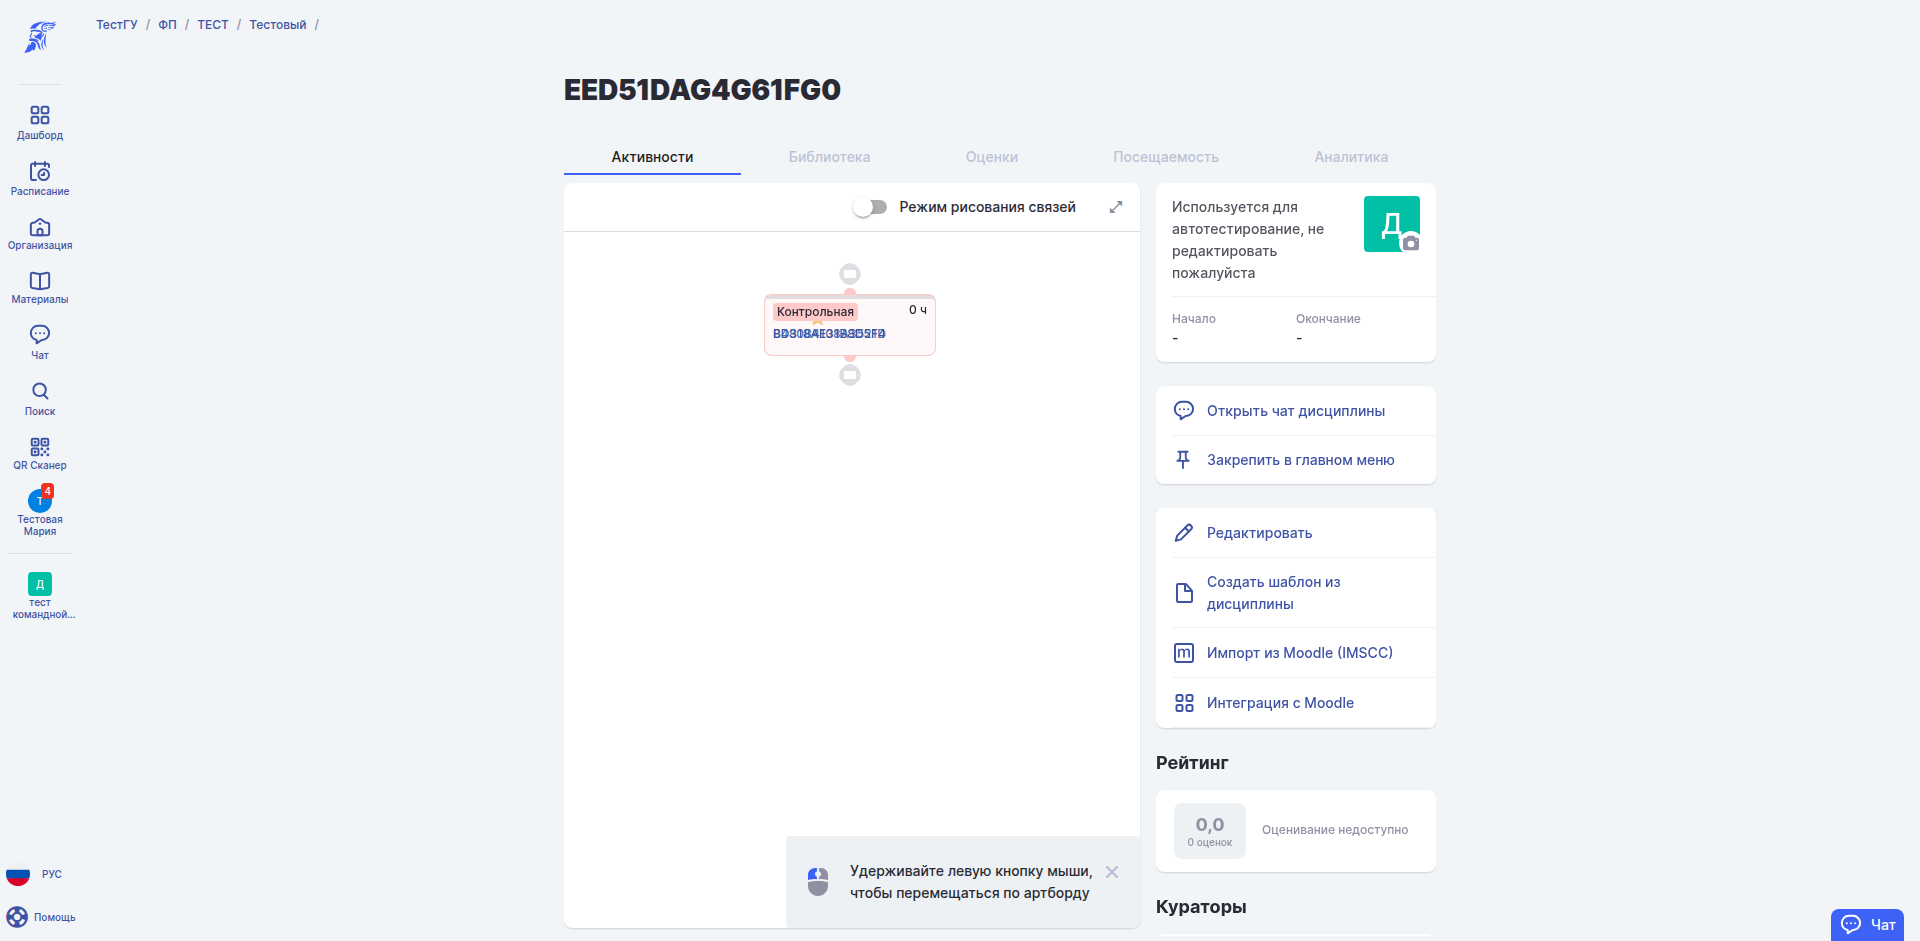 ТестГУ / ФП / ТЕСТ / Тестовый /
EED51DAG4G61FG0
Активности
Библиотека
Оценки
Посещаемость
Аналитика
Дашборд
Расписание
Организация
Материалы
Чат
Поиск
QR Сканер
Т
4
Тестовая
Мария
Д
тест
командной...
РУС
Помощь
Режим рисования связей
Контрольная
0 ч
Удерживайте левую кнопку мыши,
чтобы перемещаться по артборду
Используется для
автотестирование, не
редактировать
пожалуйста
Д
Начало
Окончание
-
-
Открыть чат дисциплины
Закрепить в главном меню
Редактировать
Создать шаблон из
дисциплины
m
Импорт из Moodle (IMSCC)
Интеграция с Moodle
Рейтинг
0,0
0 оценок
Оценивание недоступно
Кураторы
Чат